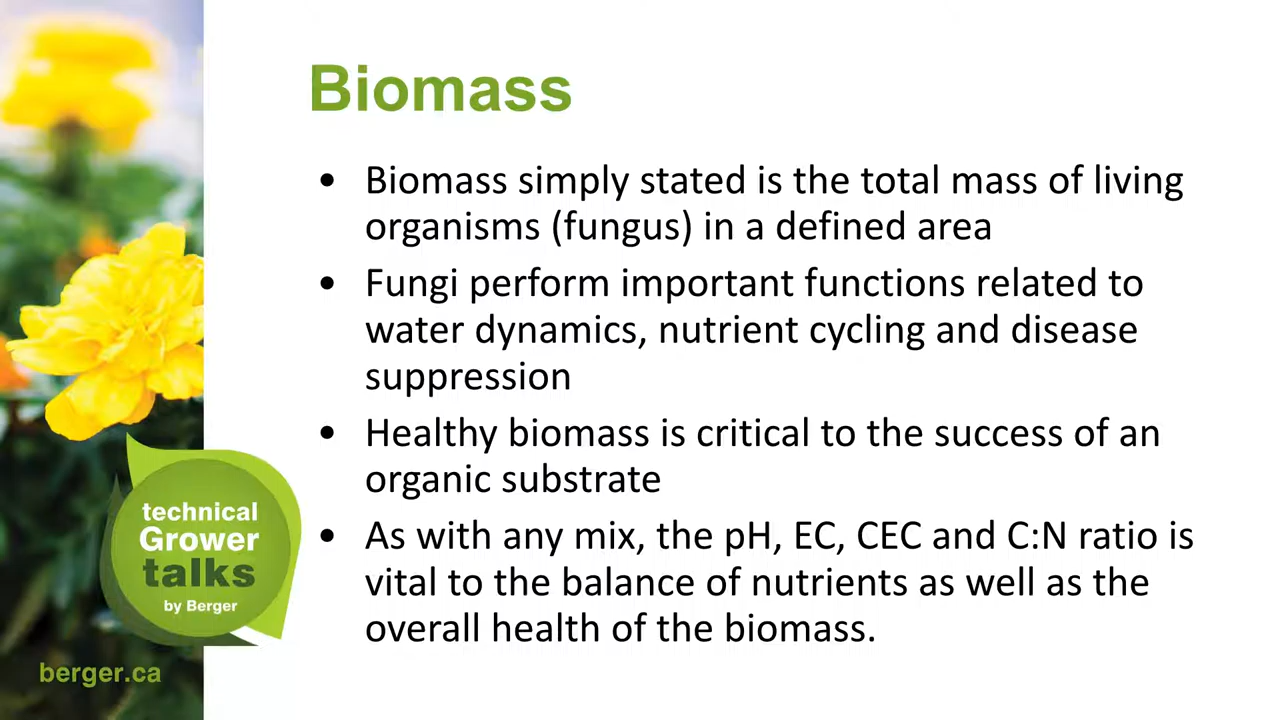 Biomass
• Biomass simply stated is the total mass of living
organisms (fungus) in a defined area
• Fungi perform important functions related to
water dynamics, nutrient cycling and disease
suppression
• Healthy biomass is critical to the success of an
organic substrate
• As with any mix, the pH, EC, CEC and C:N ratio is
vital to the balance of nutrients as well as the
overall health of the biomass.
technical
Grower
talks
by Berger
berger.ca